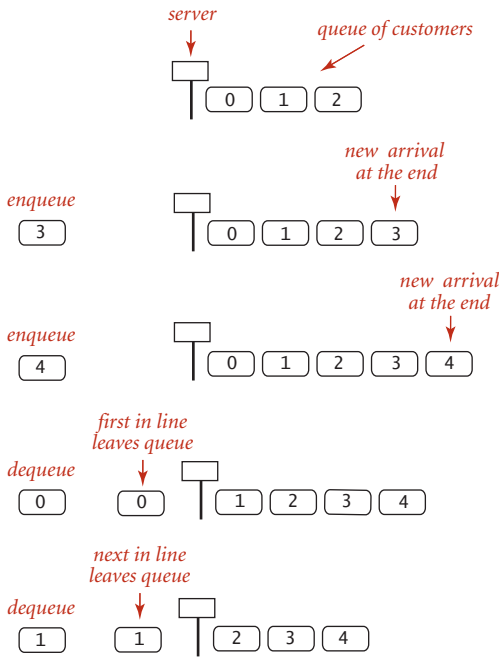 server
queue of customers
0 1 2
new arrival
at the end
enqueue
3
0 1 2 3
new arrival
at the end
enqueue
4
0 1 2 3 4
first in line
leaves queue
dequeue
0
0
1 2 3 4
next in line
leaves queue
dequeue
1
1
2 3 4